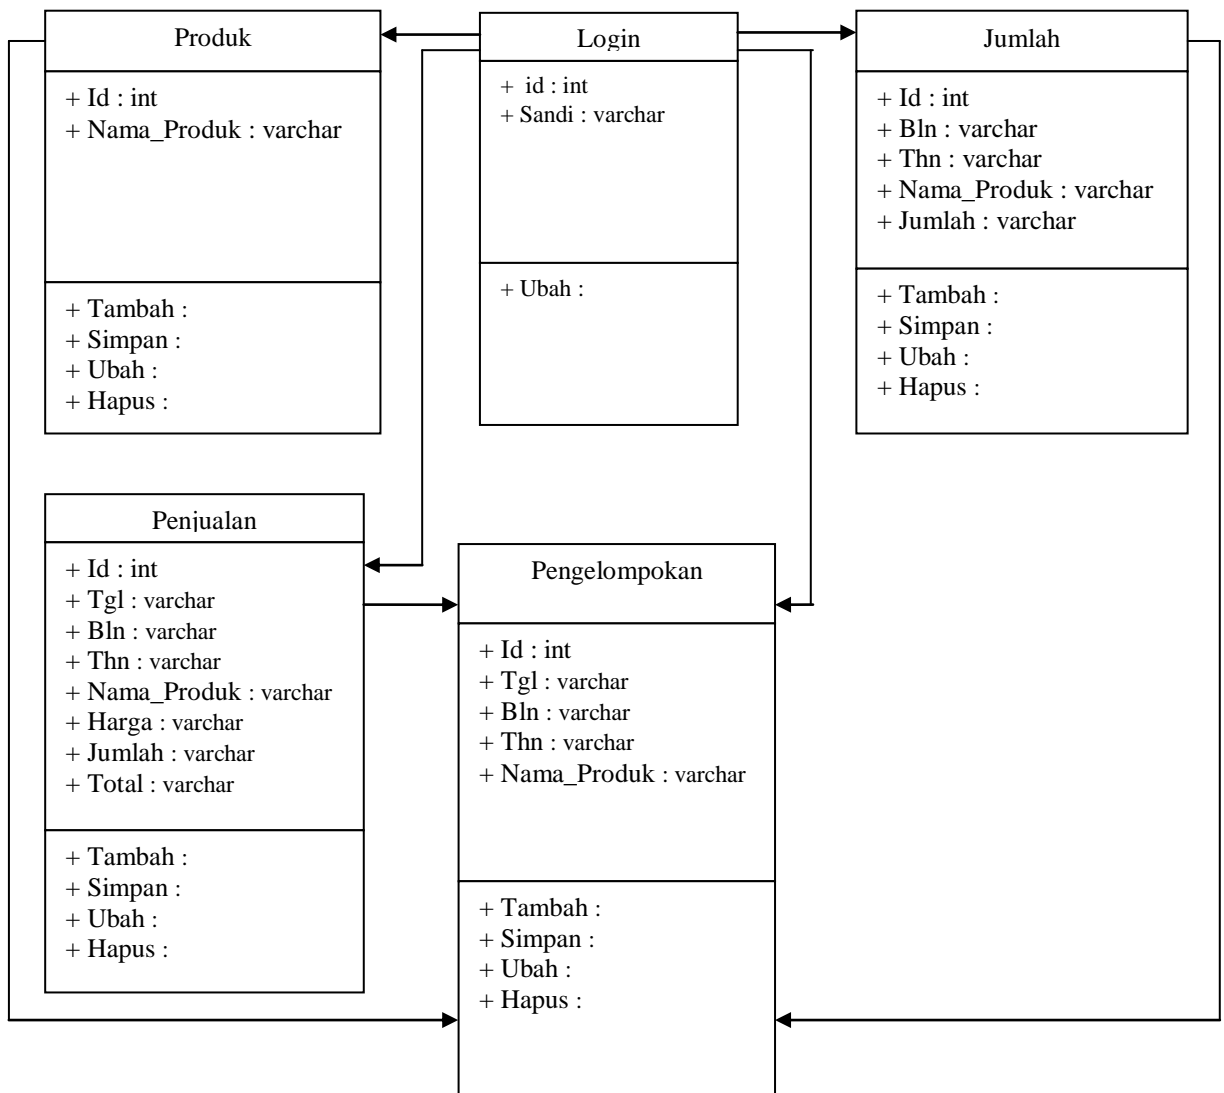 Produk
+ Id : int
+ Nama_Produk : varchar
+ Tambah :
+ Simpan :
+ Ubah :
+ Hapus :
Login
+ id : int
+ Sandi : varchar
+ Ubah :
Jumlah
+ Id : int
+ Bln : varchar
+ Thn : varchar
+ Nama_Produk : varchar
+ Jumlah : varchar
+ Tambah :
+ Simpan :
+ Ubah :
+ Hapus :
Penjualan
+ Id : int
+ Tgl : varchar
+ Bln : varchar
+ Thn : varchar
+ Nama_Produk : varchar
+ Harga : varchar
+ Jumlah : varchar
+ Total : varchar
+ Tambah :
+ Simpan :
+ Ubah :
+ Hapus :
Pengelompokan
+ Id : int
+ Tgl : varchar
+ Bln : varchar
+ Thn : varchar
+ Nama_Produk : varchar
+ Tambah :
+ Simpan :
+ Ubah :
+ Hapus :